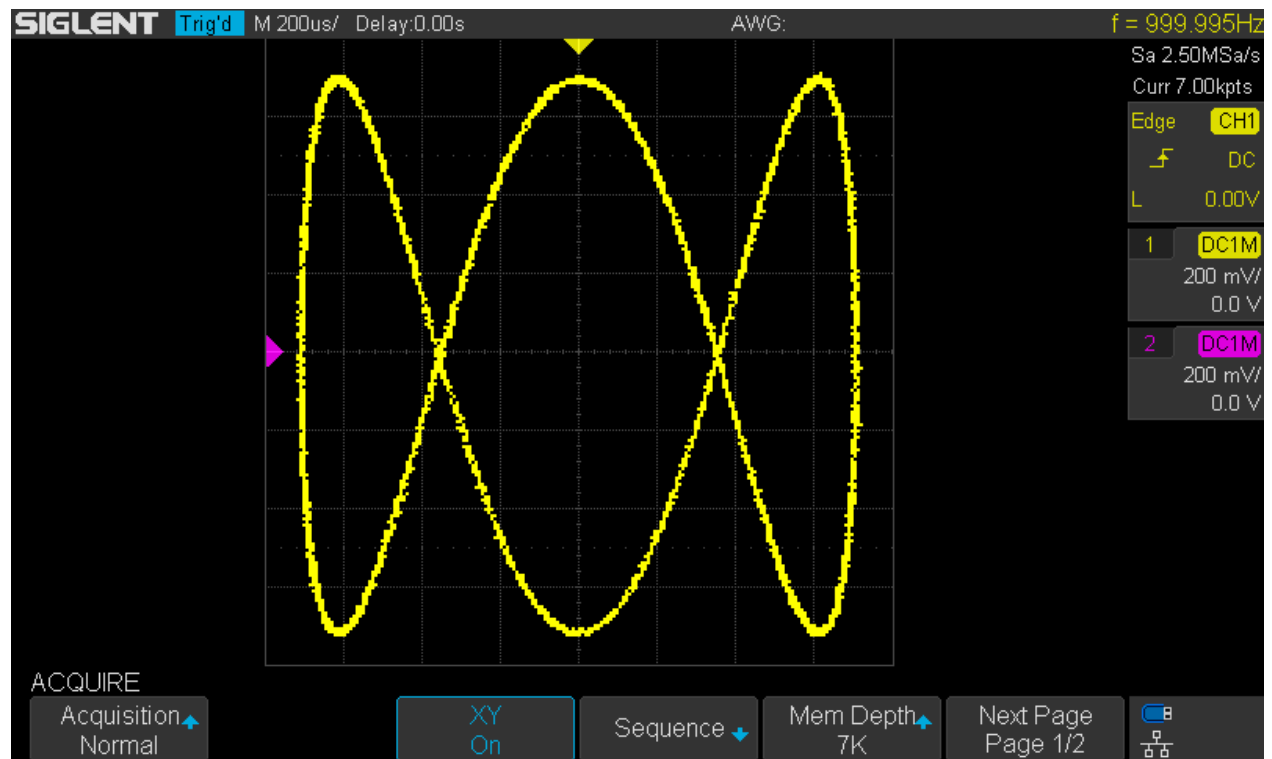 SIGLENT Trig'd M 200us/ Delay:0.00s AWG: f = 999.995Hz
Sa 2.50MSa/s
Curr 7.00kpts
Edge CH1
DC
L 0.00V
1 DC1M
200 mV/
0.0 V
2 DC1M
200 mV/
0.0 V
ACQUIRE
Acquisition
Normal
XY
On
Sequence
Mem Depth
7K
Next Page
Page 1/2